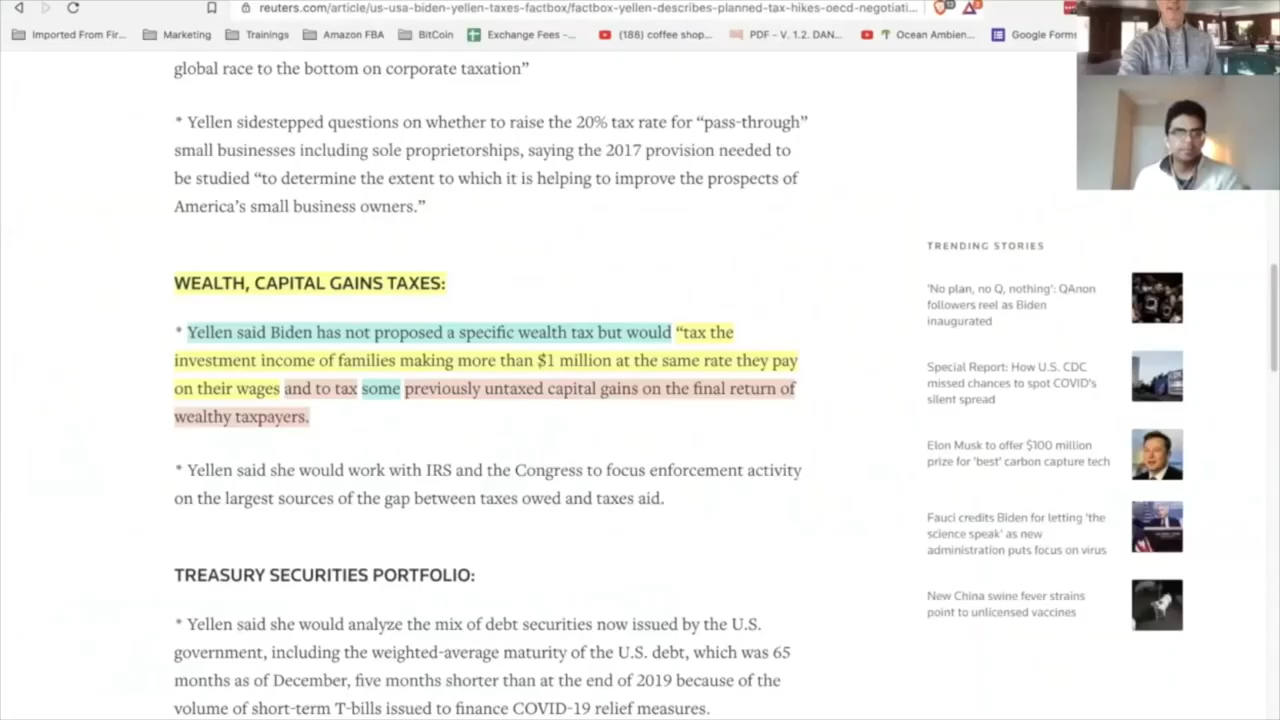 reuters.com/article/us-usa-biden-yellen-taxes-factbox/factbox-yellen-describes-planned-tax-hikes-oecd-negotiati...
Imported From Fir... Marketing Trainings Amazon FBA BitCoin Exchange Fees –... (188) coffee shop... PDF - V. 1.2. DAN... Ocean Ambien... Google Forms
global race to the bottom on corporate taxation”
* Yellen sidestepped questions on whether to raise the 20% tax rate for “pass-through”
small businesses including sole proprietorships, saying the 2017 provision needed to
be studied “to determine the extent to which it is helping to improve the prospects of
America’s small business owners.”
WEALTH, CAPITAL GAINS TAXES:
* Yellen said Biden has not proposed a specific wealth tax but would “tax the
investment income of families making more than $1 million at the same rate they pay
on their wages and to tax some previously untaxed capital gains on the final return of
wealthy taxpayers.
* Yellen said she would work with IRS and the Congress to focus enforcement activity
on the largest sources of the gap between taxes owed and taxes aid.
TREASURY SECURITIES PORTFOLIO:
* Yellen said she would analyze the mix of debt securities now issued by the U.S.
government, including the weighted-average maturity of the U.S. debt, which was 65
months as of December, five months shorter than at the end of 2019 because of the
volume of short-term T-bills issued to finance COVID-19 relief measures.
TRENDING STORIES
'No plan, no Q, nothing': QAnon
followers reel as Biden
inaugurated
Special Report: How U.S. CDC
missed chances to spot COVID's
silent spread
Elon Musk to offer $100 million
prize for 'best' carbon capture tech
Fauci credits Biden for letting 'the
science speak' as new
administration puts focus on virus
New China swine fever strains
point to unlicensed vaccines